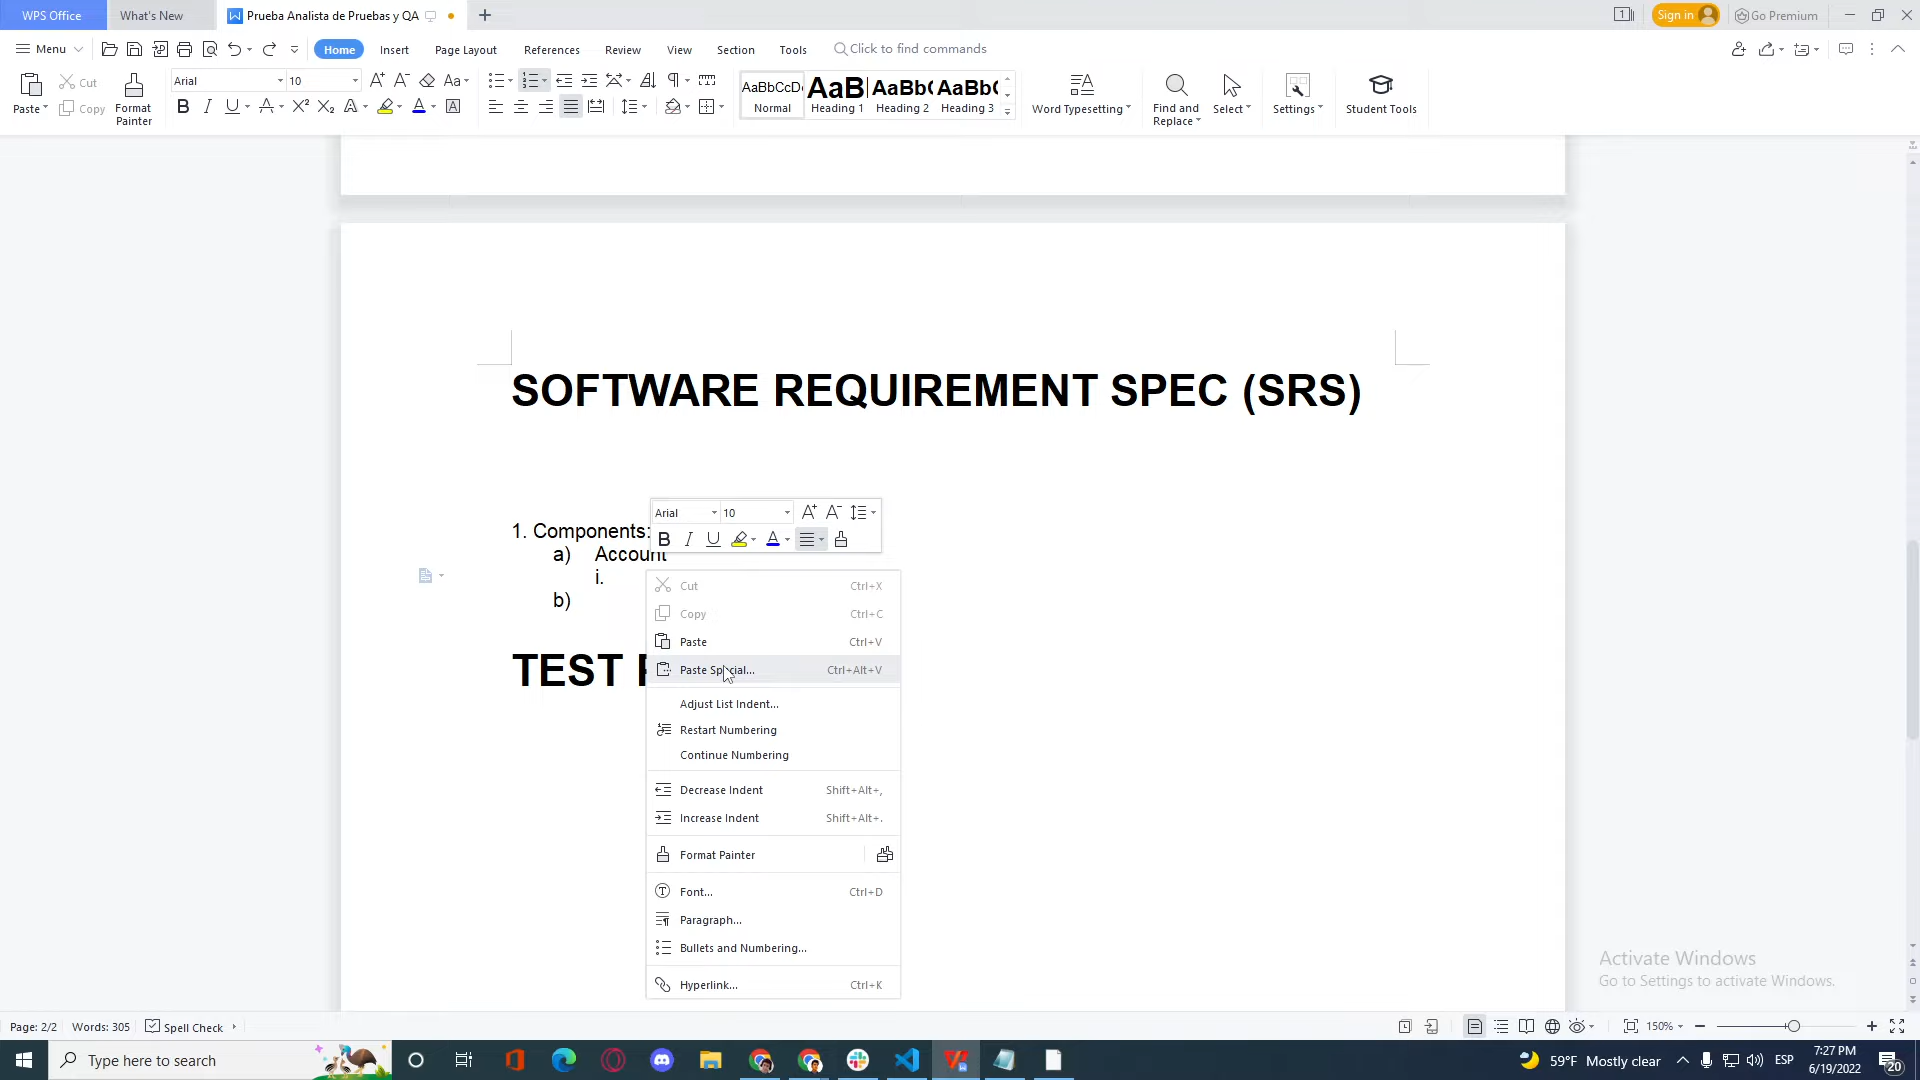 WPS Office
What's New
Prueba Analista de Pruebas y QA
1
Sign in
Go Premium
Menu
Home
Insert
Page Layout
References
Review
View
Section
Tools
Click to find commands
Paste
Cut
Copy
Format Painter
Arial
10
AaBbCcD
Normal
AaB
Heading 1
AaBb(
Heading 2
AaBb(
Heading 3
Word Typesetting
Find and Replace
Select
Settings
Student Tools
SOFTWARE REQUIREMENT SPEC (SRS)
Arial 10
1. Components:
a) Account
i.
b)
TEST
Cut Ctrl+X
Copy Ctrl+C
Paste Ctrl+V
Paste Special... Ctrl+Alt+V
Adjust List Indent...
Restart Numbering
Continue Numbering
Decrease Indent Shift+Alt+,
Increase Indent Shift+Alt+.
Format Painter
Font... Ctrl+D
Paragraph...
Bullets and Numbering...
Hyperlink... Ctrl+K
Activate Windows
Go to Settings to activate Windows.
Page: 2/2
Words: 305
Spell Check
150%
Type here to search
59°F Mostly clear
ESP
7:27 PM
6/19/2022
20